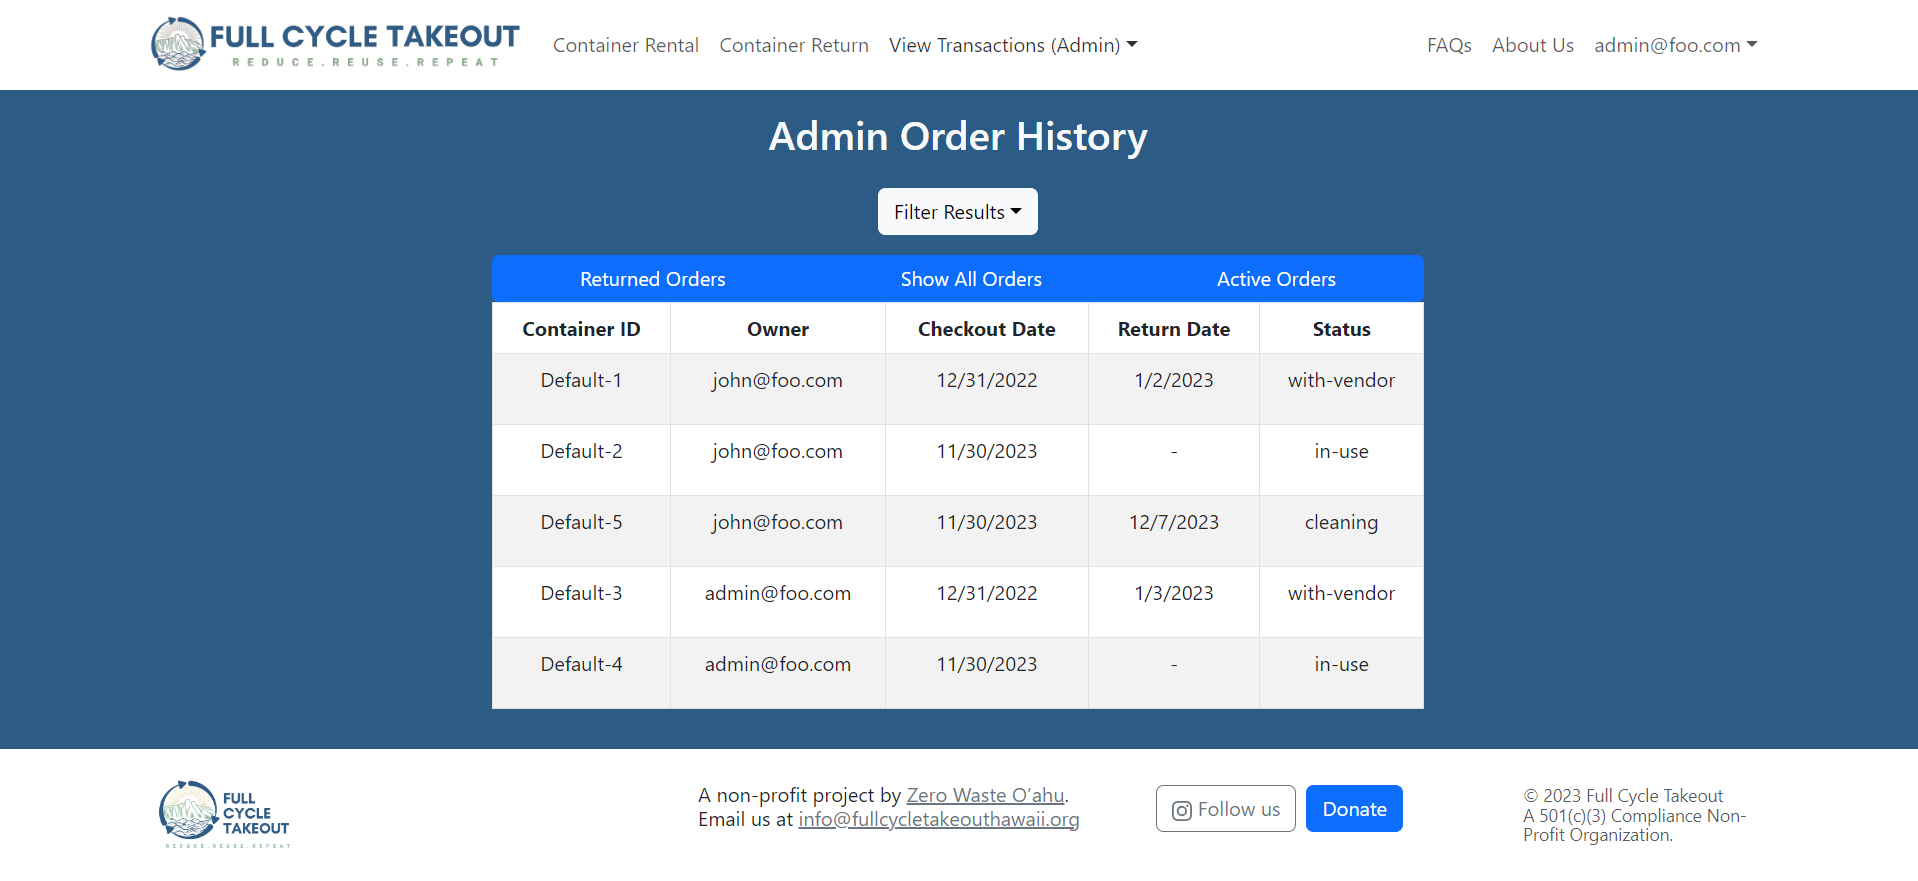 FULL CYCLE TAKEOUT
REDUCE.REUSE.REPEAT
Container Rental Container Return View Transactions (Admin)
FAQs About Us admin@foo.com
Admin Order History
Filter Results
Returned Orders Show All Orders Active Orders
Container ID Owner Checkout Date Return Date Status
Default-1 john@foo.com 12/31/2022 1/2/2023 with-vendor
Default-2 john@foo.com 11/30/2023 - in-use
Default-5 john@foo.com 11/30/2023 12/7/2023 cleaning
Default-3 admin@foo.com 12/31/2022 1/3/2023 with-vendor
Default-4 admin@foo.com 11/30/2023 - in-use
FULL
CYCLE
TAKEOUT
REDUCE.REUSE.REPEAT
A non-profit project by Zero Waste Oʻahu.
Email us at info@fullcycletakeouthawaii.org
Follow us
Donate
© 2023 Full Cycle Takeout
A 501(c)(3) Compliance Non-
Profit Organization.